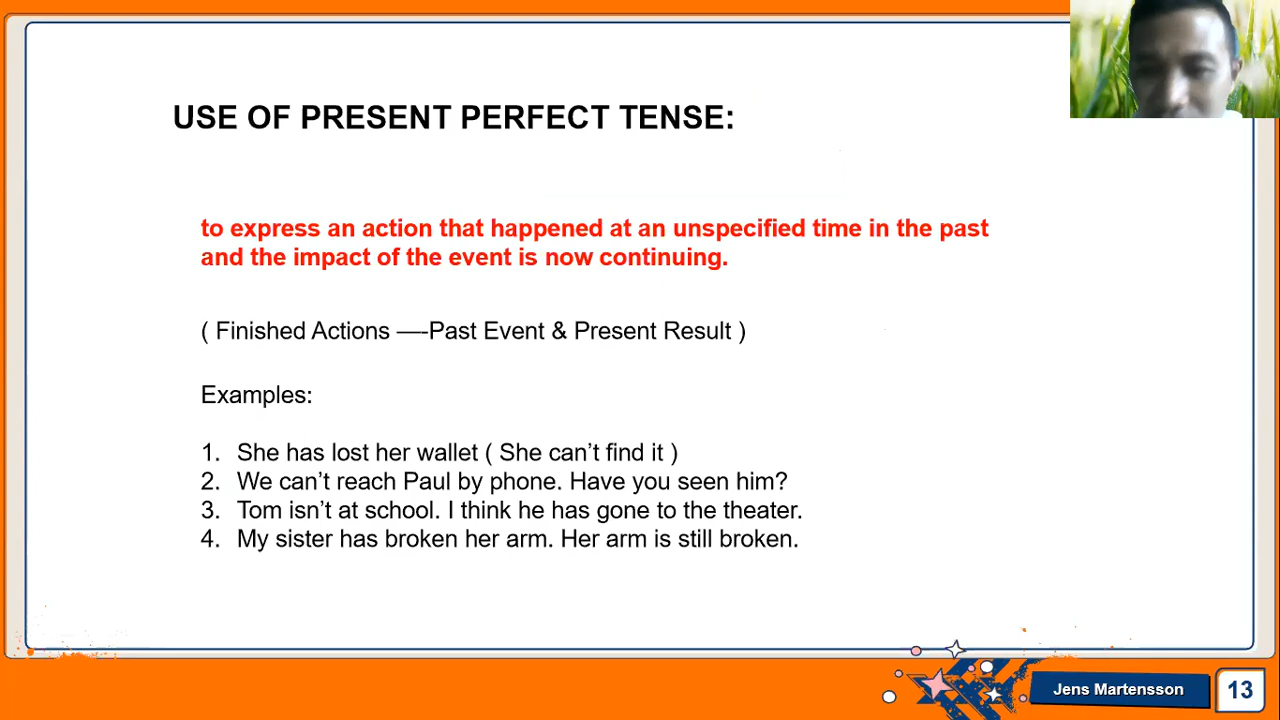 USE OF PRESENT PERFECT TENSE:
to express an action that happened at an unspecified time in the past
and the impact of the event is now continuing.
( Finished Actions —-Past Event & Present Result )
Examples:
1. She has lost her wallet ( She can’t find it )
2. We can’t reach Paul by phone. Have you seen him?
3. Tom isn’t at school. I think he has gone to the theater.
4. My sister has broken her arm. Her arm is still broken.
Jens Martensson
13